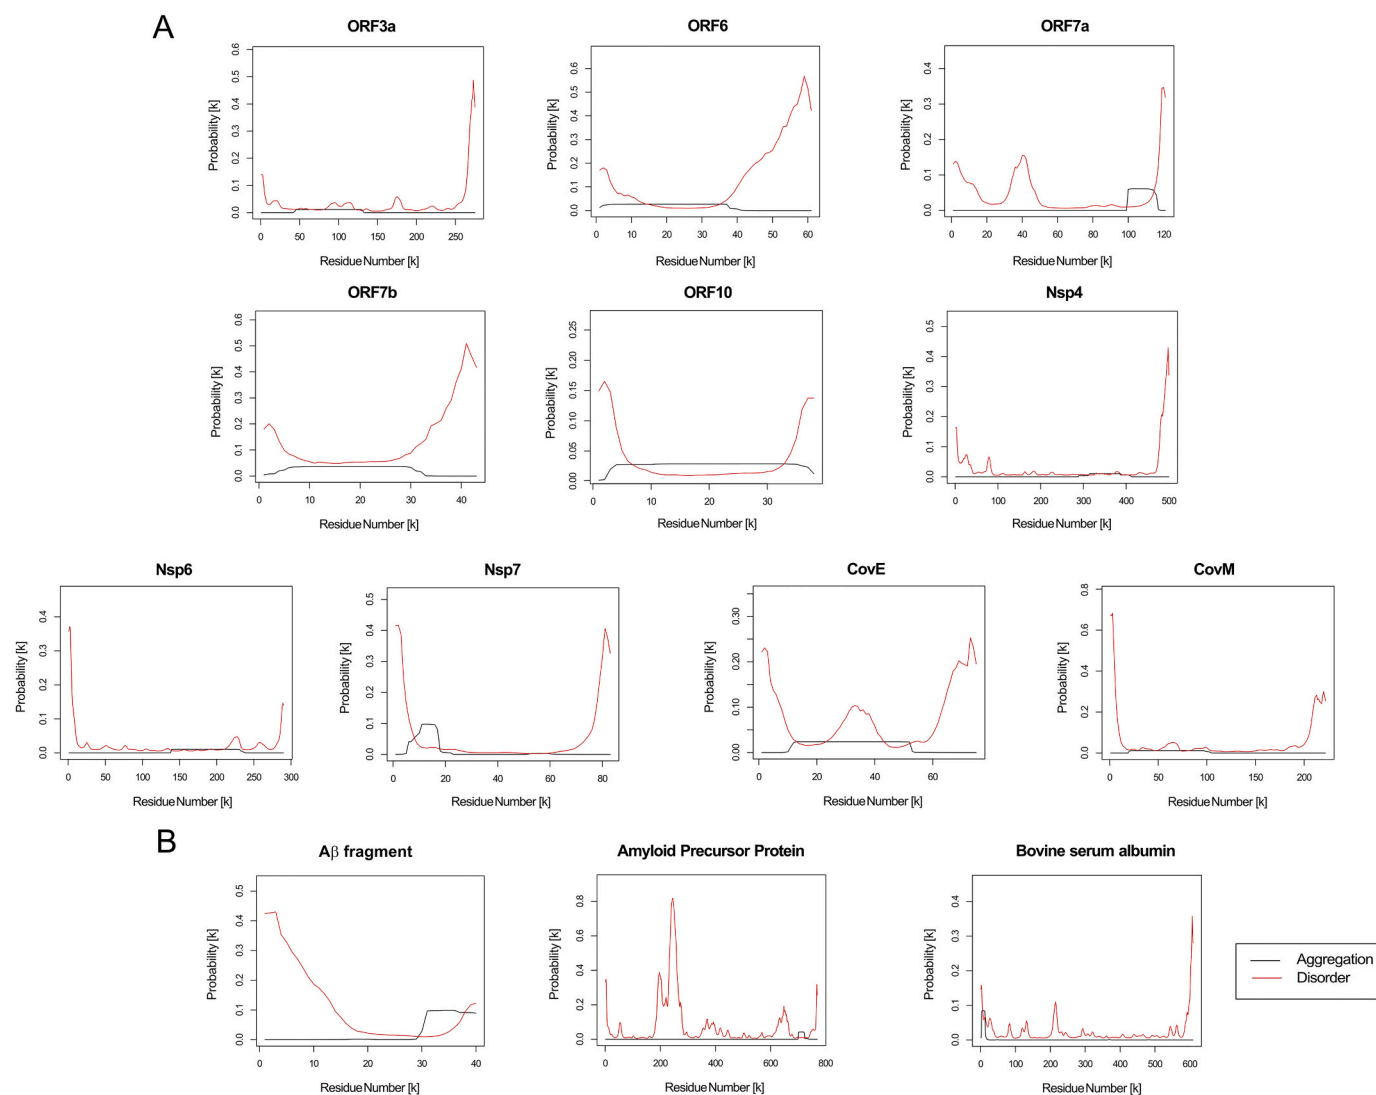 A
ORF3a
Probability [k]
0.0 0.1 0.2 0.3 0.4 0.5 0.6
0 50 100 150 200 250
Residue Number [k]
ORF6
Probability [k]
0.0 0.1 0.2 0.3 0.4 0.5 0.6
0 10 20 30 40 50 60
Residue Number [k]
ORF7a
Probability [k]
0.0 0.1 0.2 0.3 0.4
0 20 40 60 80 100 120
Residue Number [k]
ORF7b
Probability [k]
0.0 0.1 0.2 0.3 0.4 0.5 0.6
0 10 20 30 40
Residue Number [k]
ORF10
Probability [k]
0.00 0.05 0.10 0.15 0.20 0.25
0 10 20 30
Residue Number [k]
Nsp4
Probability [k]
0.0 0.1 0.2 0.3 0.4 0.5
0 100 200 300 400 500
Residue Number [k]
Nsp6
Probability [k]
0.0 0.1 0.2 0.3 0.4
0 50 100 150 200 250 300
Residue Number [k]
Nsp7
Probability [k]
0.0 0.1 0.2 0.3 0.4 0.5
0 20 40 60 80
Residue Number [k]
CovE
Probability [k]
0.00 0.10 0.20 0.30
0 20 40 60
Residue Number [k]
CovM
Probability [k]
0.0 0.2 0.4 0.6 0.8
0 50 100 150 200
Residue Number [k]
B
Aβ fragment
Probability [k]
0.0 0.1 0.2 0.3 0.4 0.5
0 10 20 30 40
Residue Number [k]
Amyloid Precursor Protein
Probability [k]
0.0 0.2 0.4 0.6 0.8
0 200 400 600 800
Residue Number [k]
Bovine serum albumin
Probability [k]
0.0 0.1 0.2 0.3 0.4
0 100 200 300 400 500 600
Residue Number [k]
Aggregation
Disorder